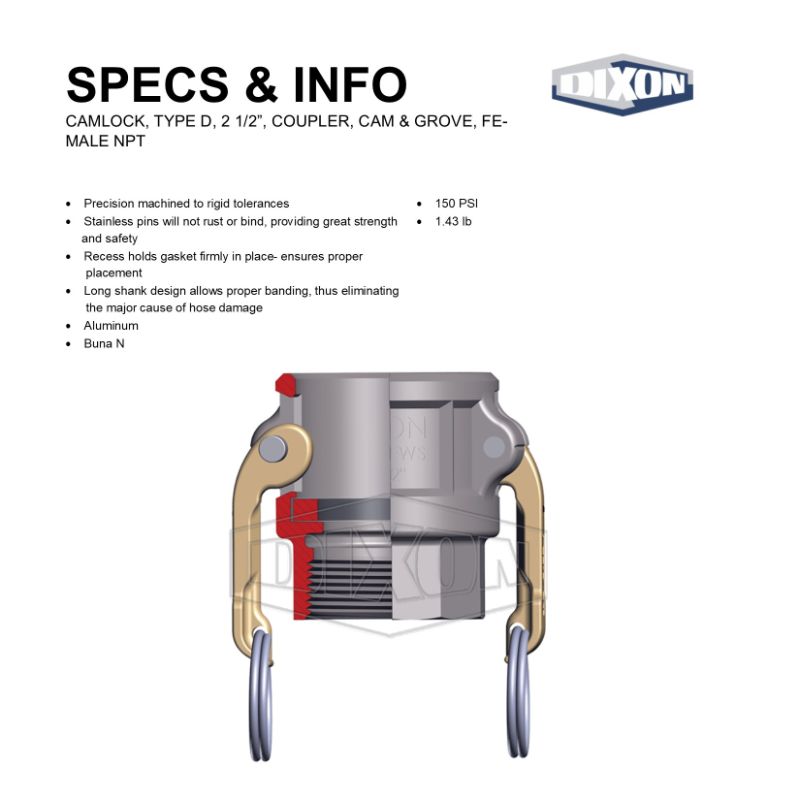 SPECS & INFO
DIXON
CAMLOCK, TYPE D, 2 1/2", COUPLER, CAM & GROVE, FE-
MALE NPT
• Precision machined to rigid tolerances
• Stainless pins will not rust or bind, providing great strength
and safety
• Recess holds gasket firmly in place- ensures proper
placement
• Long shank design allows proper banding, thus eliminating
the major cause of hose damage
• Aluminum
• Buna N
• 150 PSI
• 1.43 lb
ON
EWS
2"
DIXON